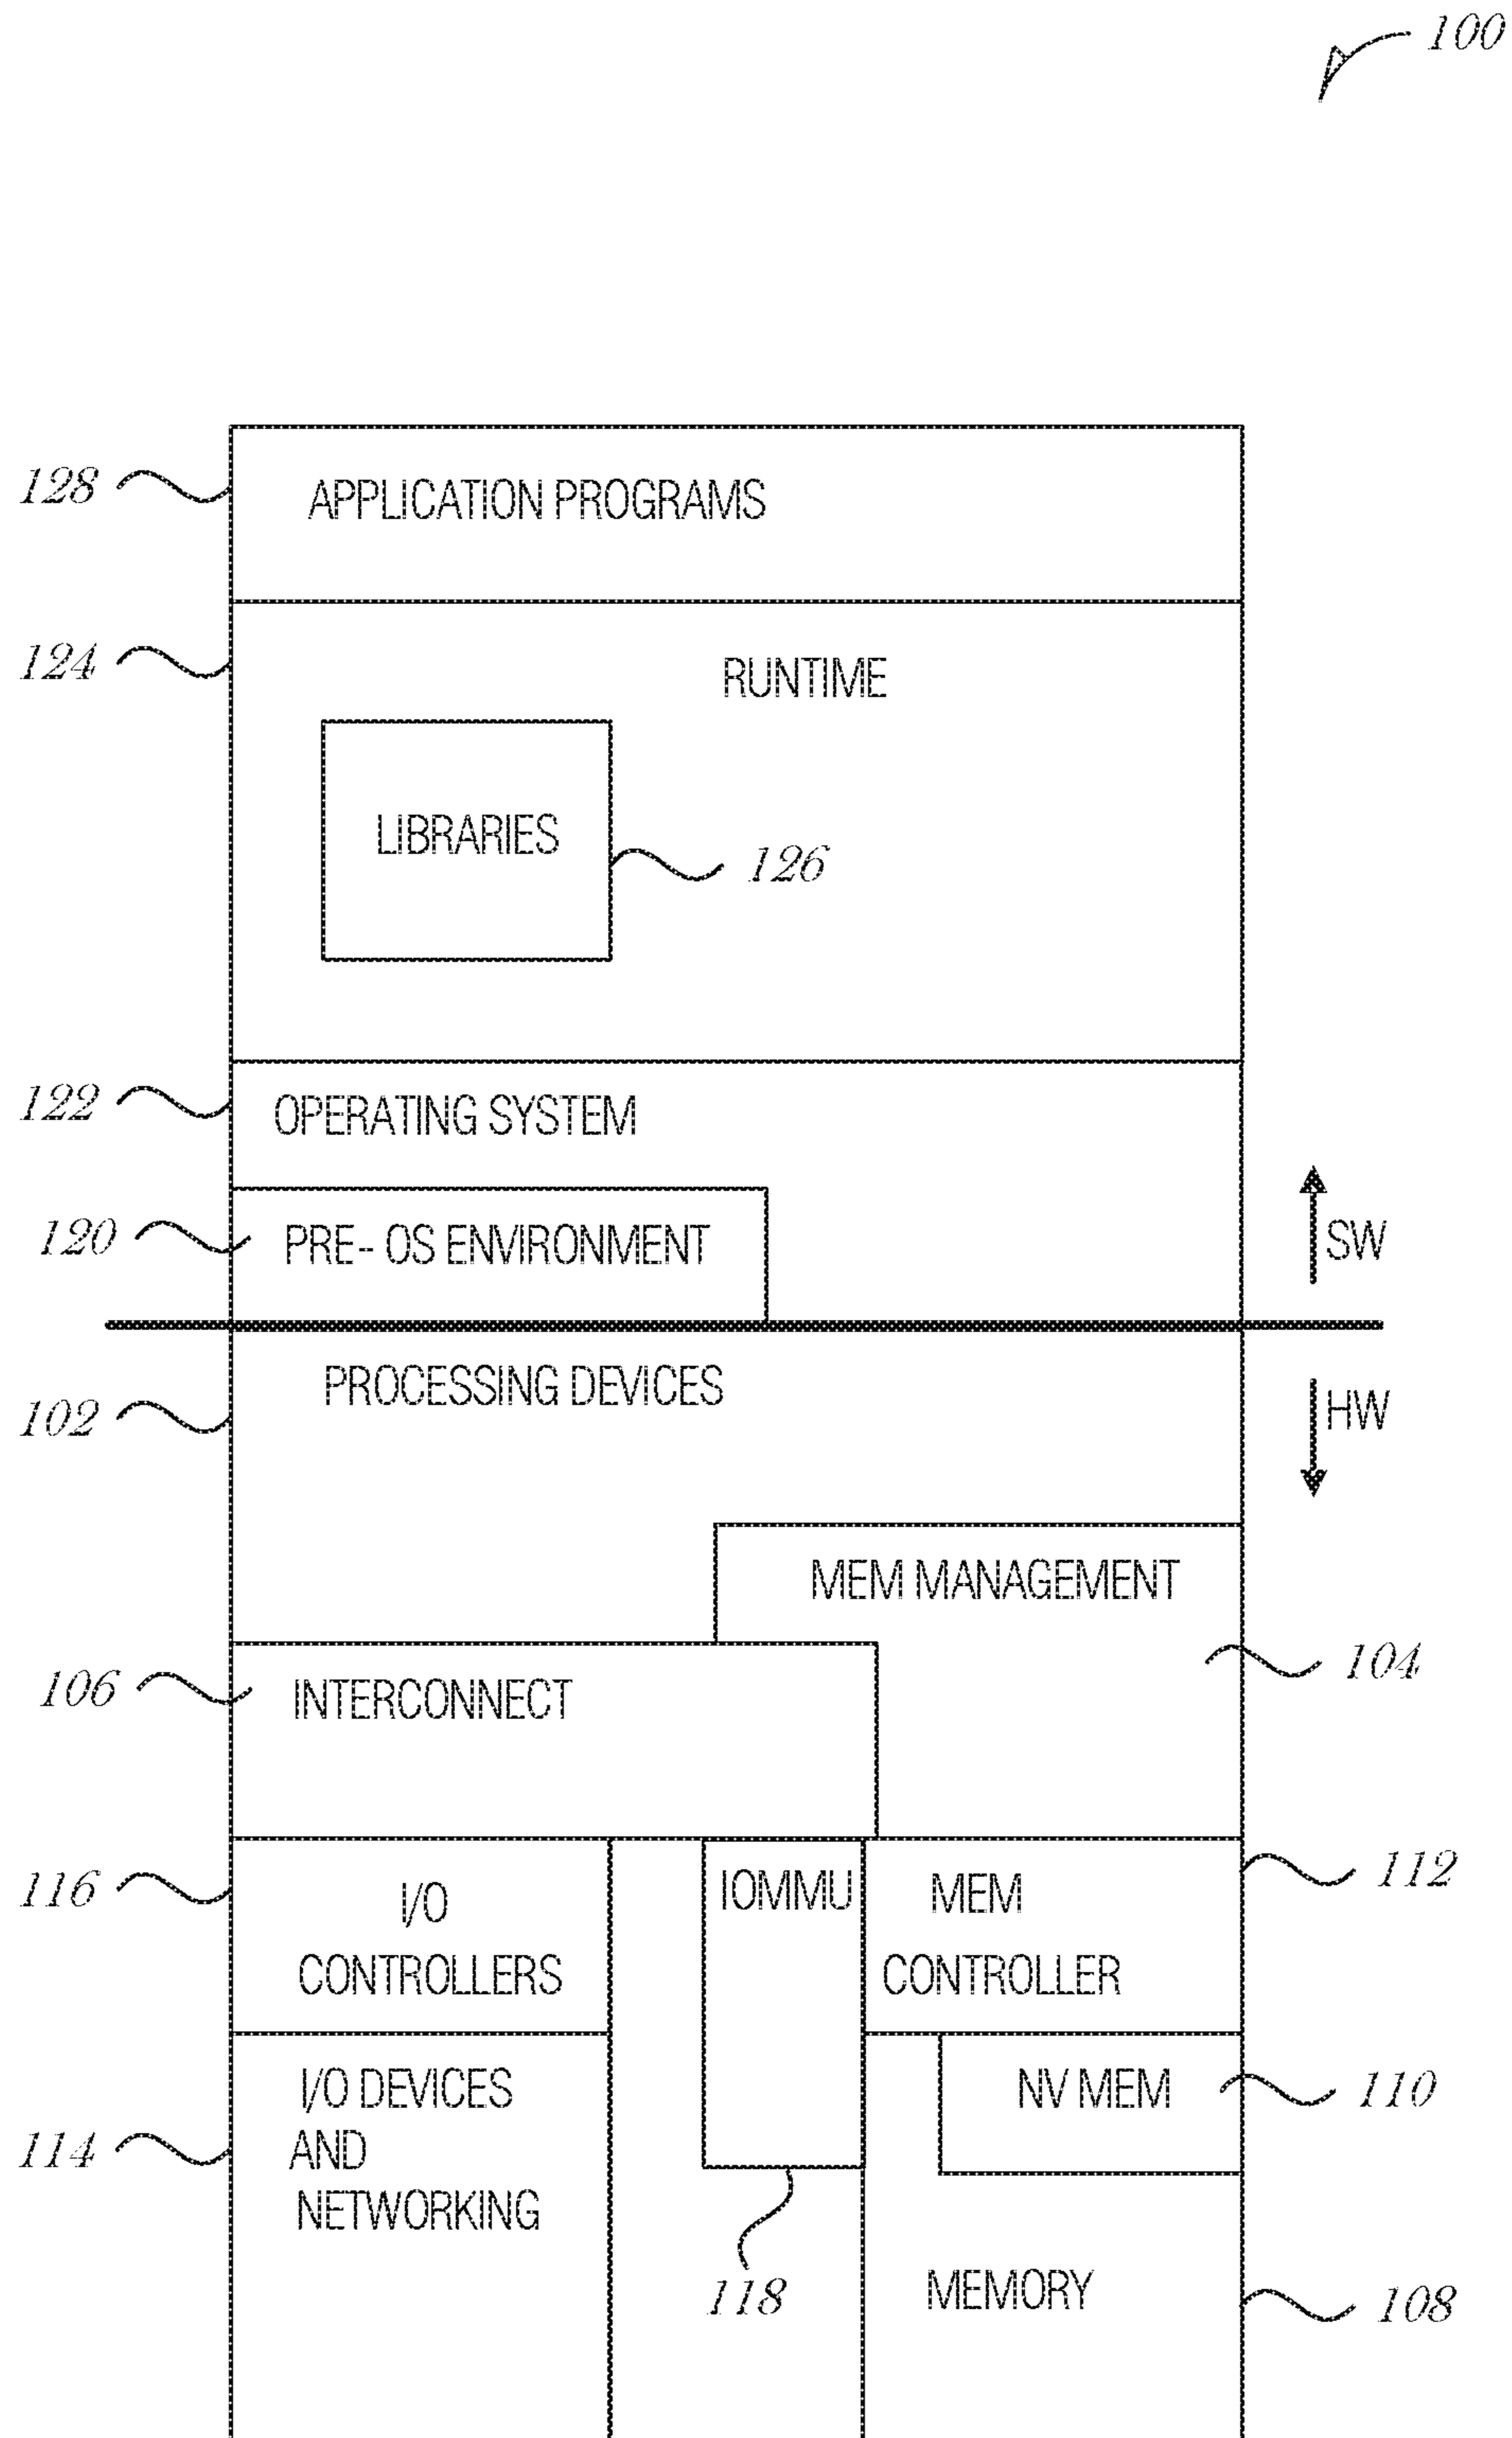 100
128
APPLICATION PROGRAMS
124
RUNTIME
LIBRARIES
126
122
OPERATING SYSTEM
120
PRE-- OS ENVIRONMENT
SW
PROCESSING DEVICES
102
HW
MEM MANAGEMENT
104
106
INTERCONNECT
116
I/O
CONTROLLERS
IOMMU
MEM
CONTROLLER
112
I/O DEVICES
AND
NETWORKING
114
NV MEM
110
118
MEMORY
108